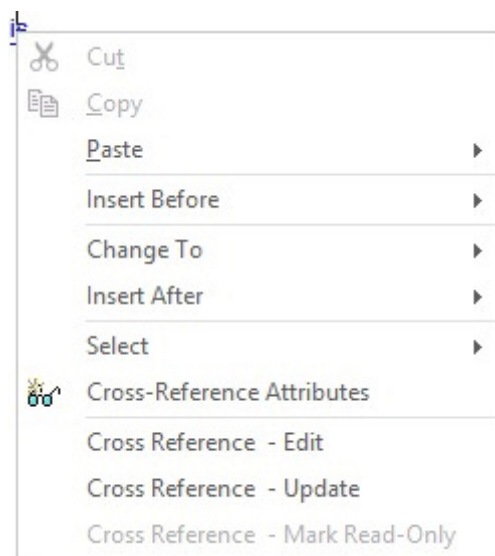 Cut
Copy
Paste
Insert Before
Change To
Insert After
Select
Cross-Reference Attributes
Cross Reference - Edit
Cross Reference - Update
Cross Reference - Mark Read-Only